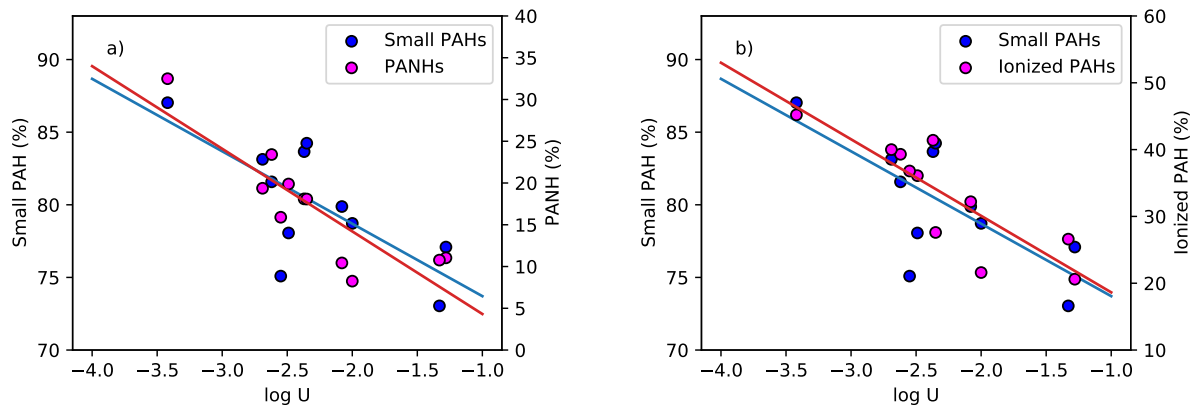 a)
Small PAHs
PANHs
90
85
80
75
70
Small PAH (%)
40
35
30
25
20
15
10
5
0
PANH (%)
−4.0 −3.5 −3.0 −2.5 −2.0 −1.5 −1.0
log U
b)
Small PAHs
Ionized PAHs
90
85
80
75
70
Small PAH (%)
60
50
40
30
20
10
Ionized PAH (%)
−4.0 −3.5 −3.0 −2.5 −2.0 −1.5 −1.0
log U